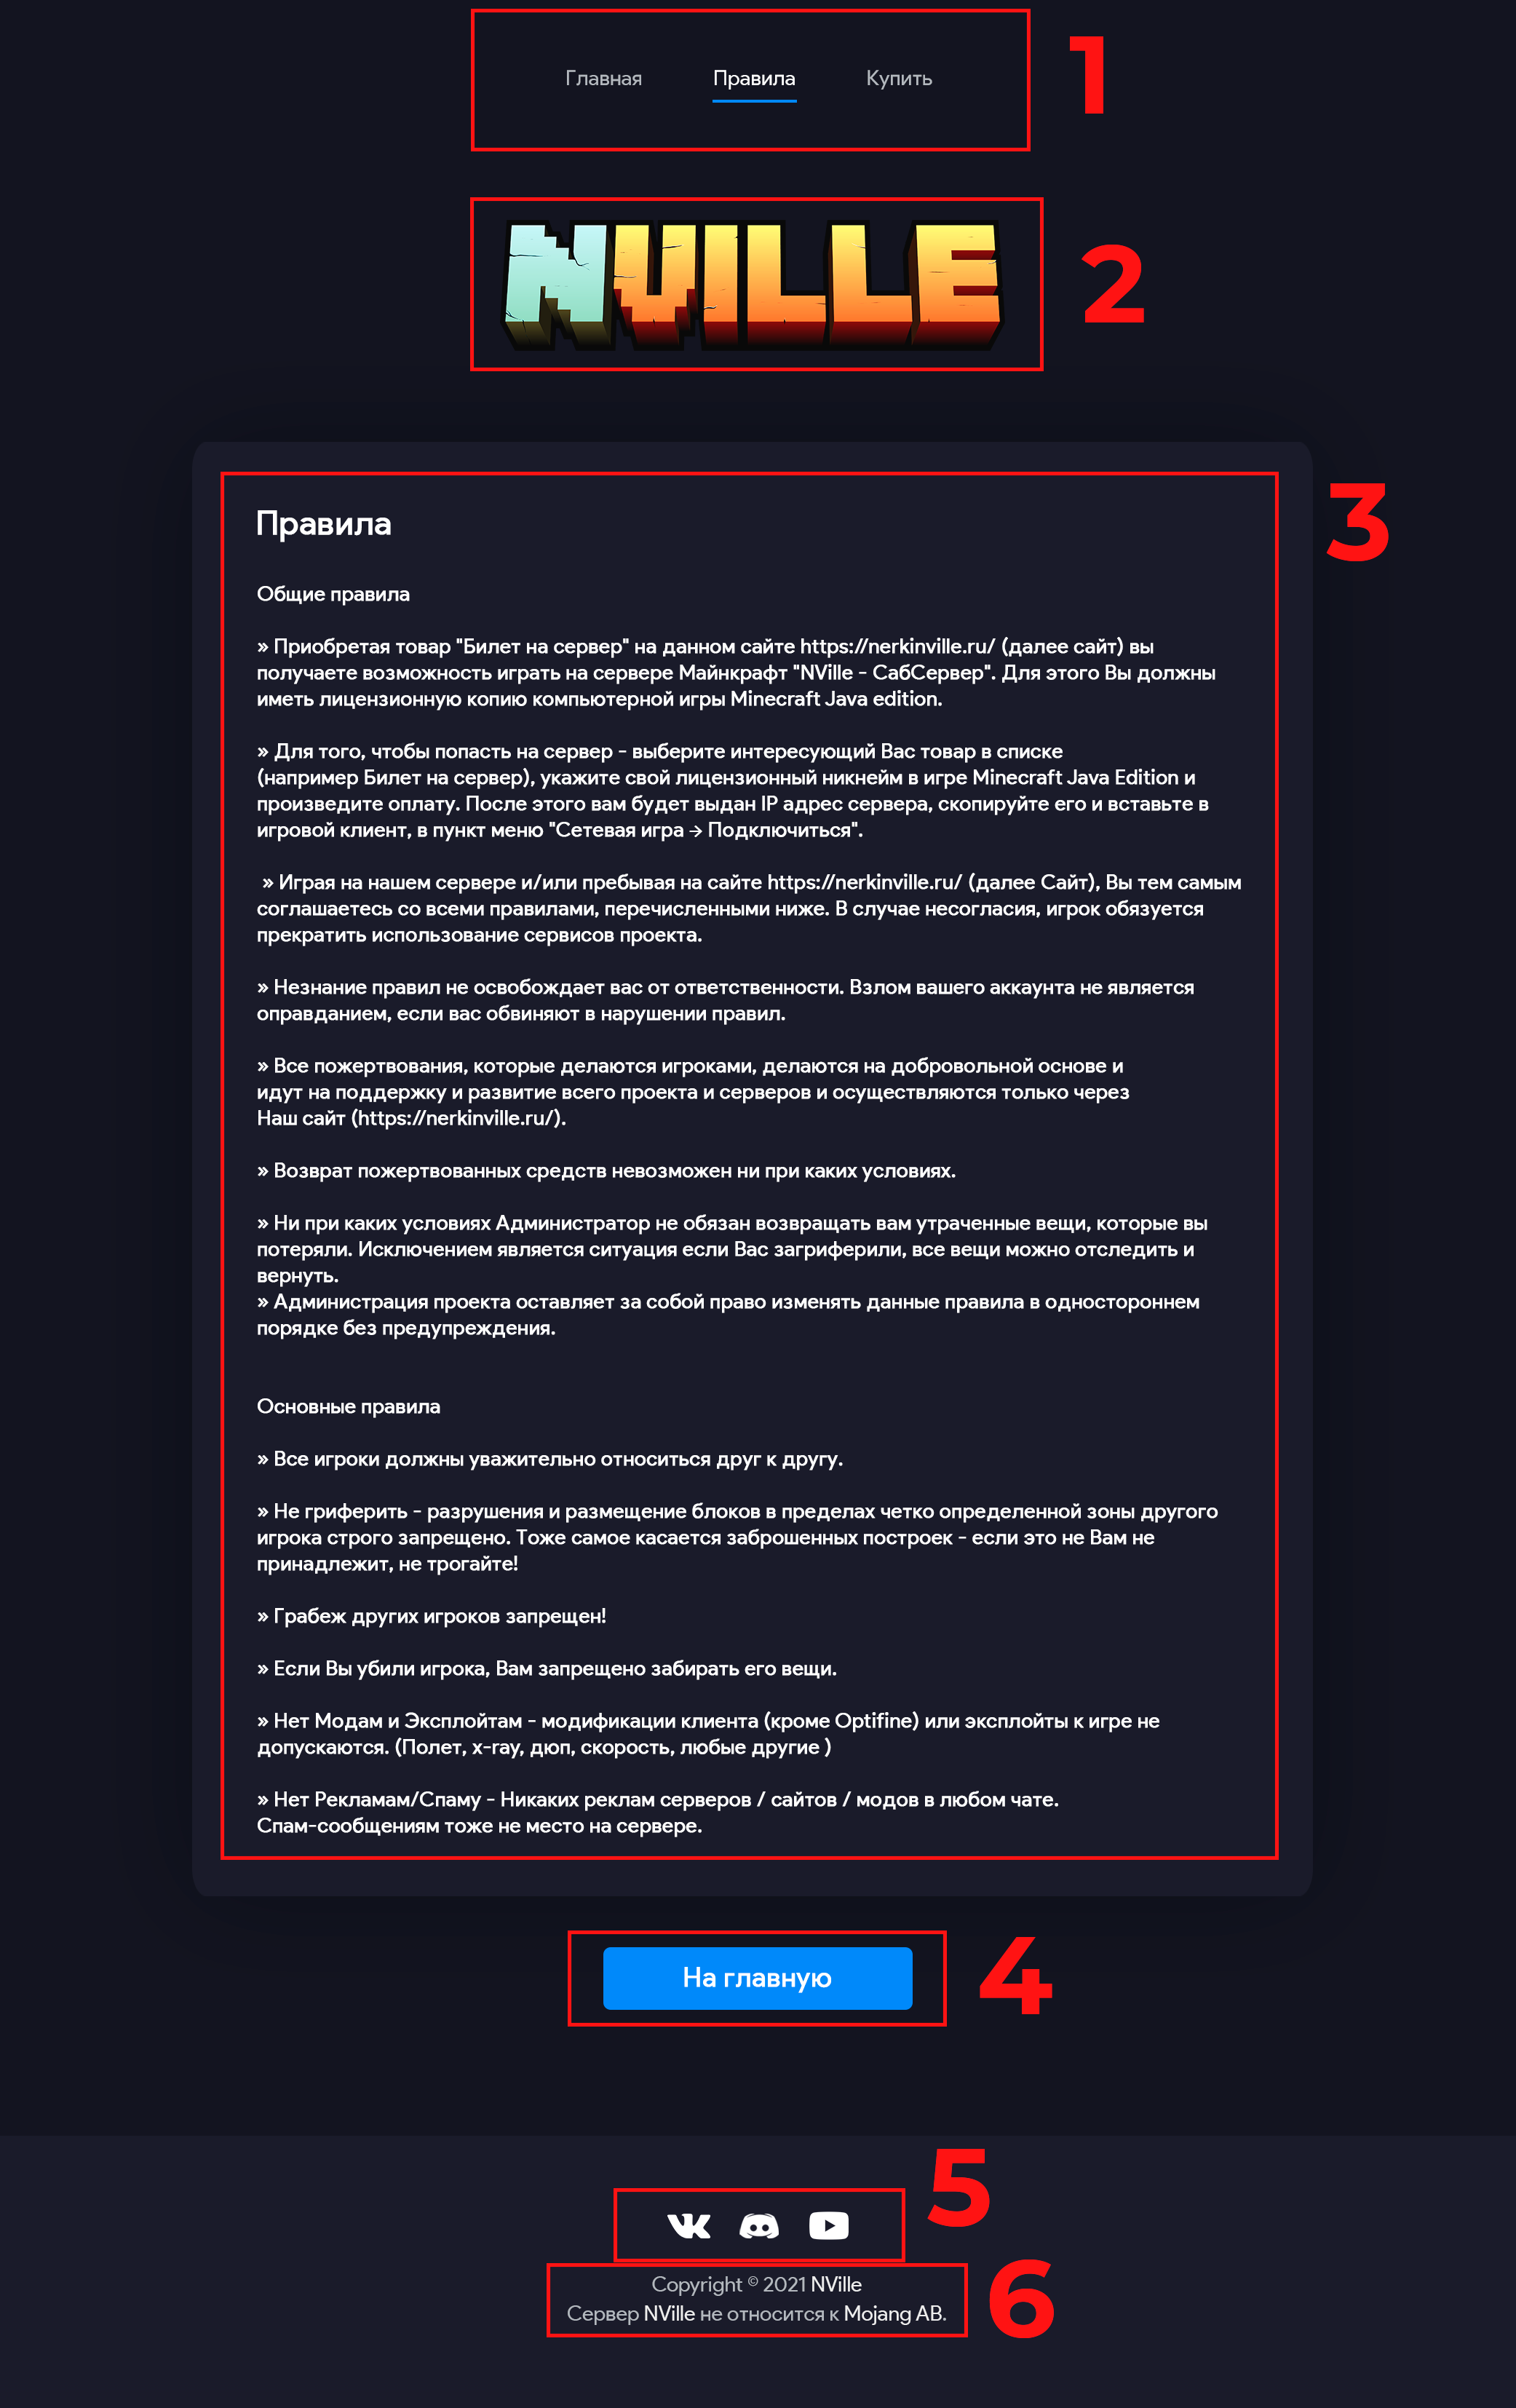 Главная Правила Купить
1
NVILLE
2
3
Правила
Общие правила
» Приобретая товар "Билет на сервер" на данном сайте https://nerkinville.ru/ (далее сайт) вы
получаете возможность играть на сервере Майнкрафт "NVille - СабСервер". Для этого Вы должны
иметь лицензионную копию компьютерной игры Minecraft Java edition.
» Для того, чтобы попасть на сервер - выберите интересующий Вас товар в списке
(например Билет на сервер), укажите свой лицензионный никнейм в игре Minecraft Java Edition и
произведите оплату. После этого вам будет выдан IP адрес сервера, скопируйте его и вставьте в
игровой клиент, в пункт меню "Сетевая игра → Подключиться".
» Играя на нашем сервере и/или пребывая на сайте https://nerkinville.ru/ (далее Сайт), Вы тем самым
соглашаетесь со всеми правилами, перечисленными ниже. В случае несогласия, игрок обязуется
прекратить использование сервисов проекта.
» Незнание правил не освобождает вас от ответственности. Взлом вашего аккаунта не является
оправданием, если вас обвиняют в нарушении правил.
» Все пожертвования, которые делаются игроками, делаются на добровольной основе и
идут на поддержку и развитие всего проекта и серверов и осуществляются только через
Наш сайт (https://nerkinville.ru/).
» Возврат пожертвованных средств невозможен ни при каких условиях.
» Ни при каких условиях Администратор не обязан возвращать вам утраченные вещи, которые вы
потеряли. Исключением является ситуация если Вас загриферили, все вещи можно отследить и
вернуть.
» Администрация проекта оставляет за собой право изменять данные правила в одностороннем
порядке без предупреждения.
Основные правила
» Все игроки должны уважительно относиться друг к другу.
» Не гриферить - разрушения и размещение блоков в пределах четко определенной зоны другого
игрока строго запрещено. Тоже самое касается заброшенных построек - если это не Вам не
принадлежит, не трогайте!
» Грабеж других игроков запрещен!
» Если Вы убили игрока, Вам запрещено забирать его вещи.
» Нет Модам и Эксплойтам - модификации клиента (кроме Optifine) или эксплойты к игре не
допускаются. (Полет, x-ray, дюп, скорость, любые другие )
» Нет Рекламам/Спаму - Никаких реклам серверов / сайтов / модов в любом чате.
Спам-сообщениям тоже не место на сервере.
На главную
4
5
Copyright © 2021 NVille
Сервер NVille не относится к Mojang AB.
6